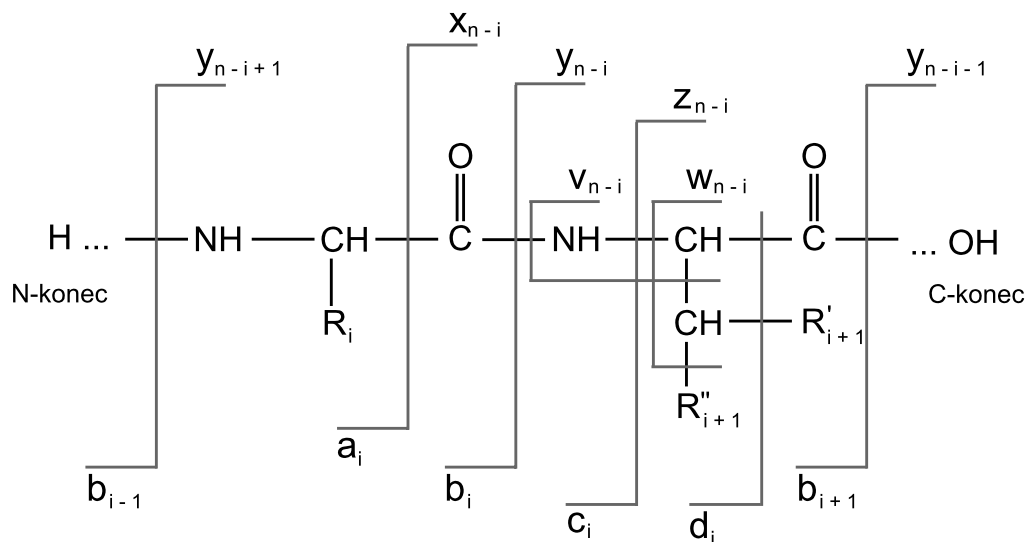 x n - i
y n - i + 1
y n - i
y n - i - 1
z n - i
O
O
v n - i
w n - i
H ...
NH
CH
C
NH
CH
C
... OH
N-konec
C-konec
R i
CH
R' i + 1
R" i + 1
a i
b i - 1
b i
b i + 1
c i
d i